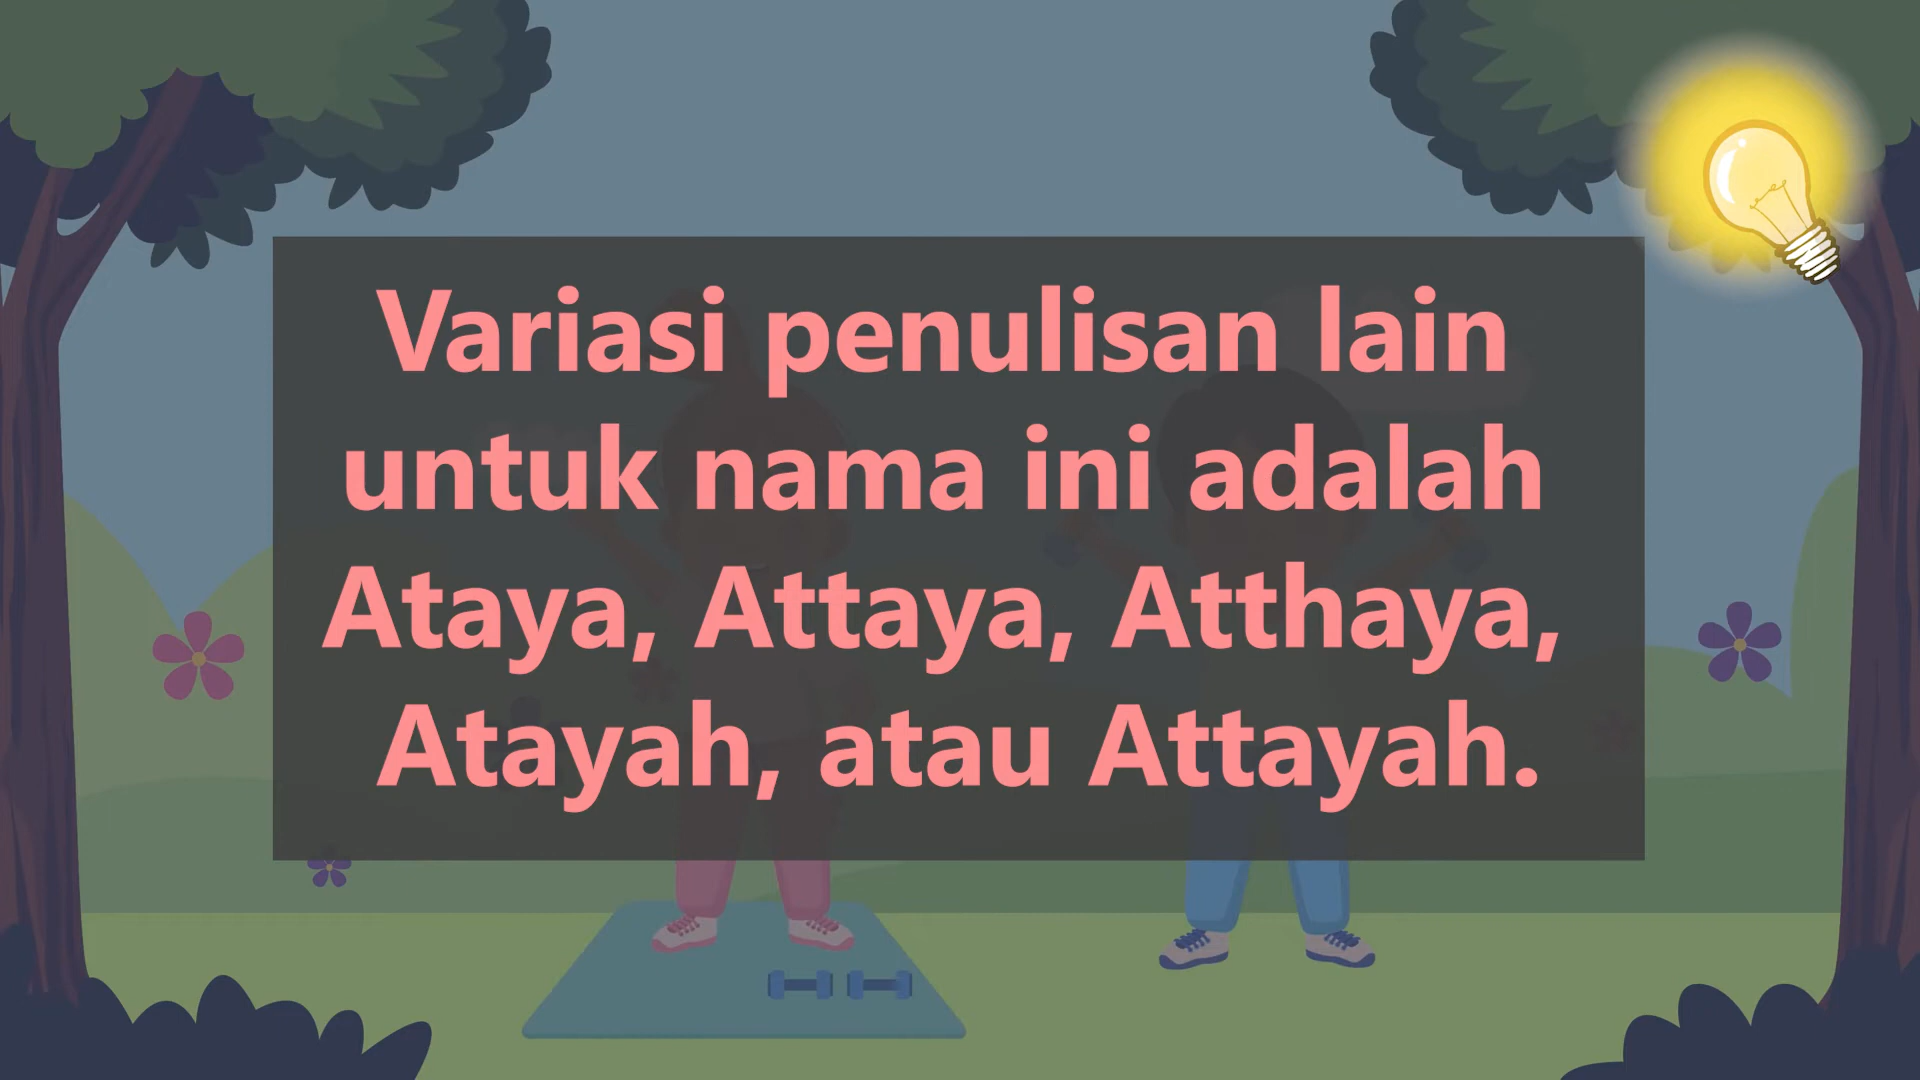 Variasi penulisan lain
untuk nama ini adalah
Ataya, Attaya, Atthaya,
Atayah, atau Attayah.